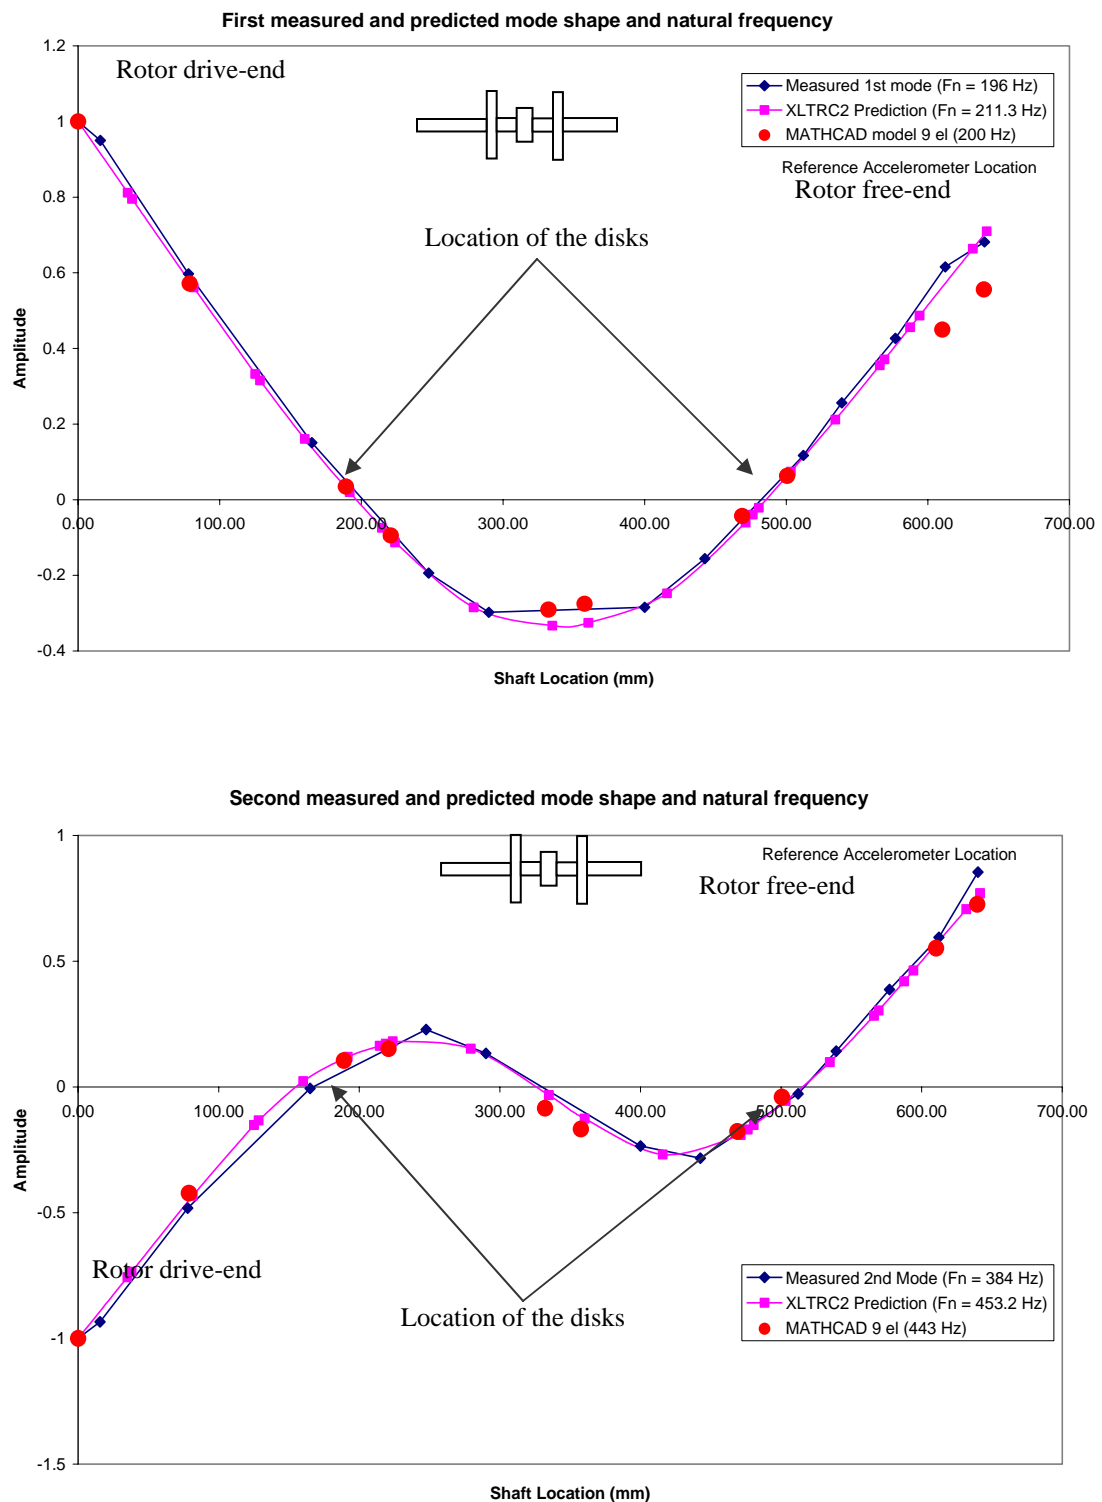 First measured and predicted mode shape and natural frequency
1.2
Rotor drive-end
Measured 1st mode (Fn = 196 Hz)
XLTRC2 Prediction (Fn = 211.3 Hz)
MATHCAD model 9 el (200 Hz)
1
Reference Accelerometer Location
Rotor free-end
0.8
Location of the disks
0.6
Amplitude
0.4
0.2
0
0.00 100.00 200.00 300.00 400.00 500.00 600.00 700.00
-0.2
-0.4
Shaft Location (mm)
Second measured and predicted mode shape and natural frequency
1
Reference Accelerometer Location
Rotor free-end
0.5
0
0.00 100.00 200.00 300.00 400.00 500.00 600.00 700.00
Amplitude
-0.5
Rotor drive-end
Location of the disks
Measured 2nd Mode (Fn = 384 Hz)
XLTRC2 Prediction (Fn = 453.2 Hz)
MATHCAD 9 el (443 Hz)
-1
-1.5
Shaft Location (mm)